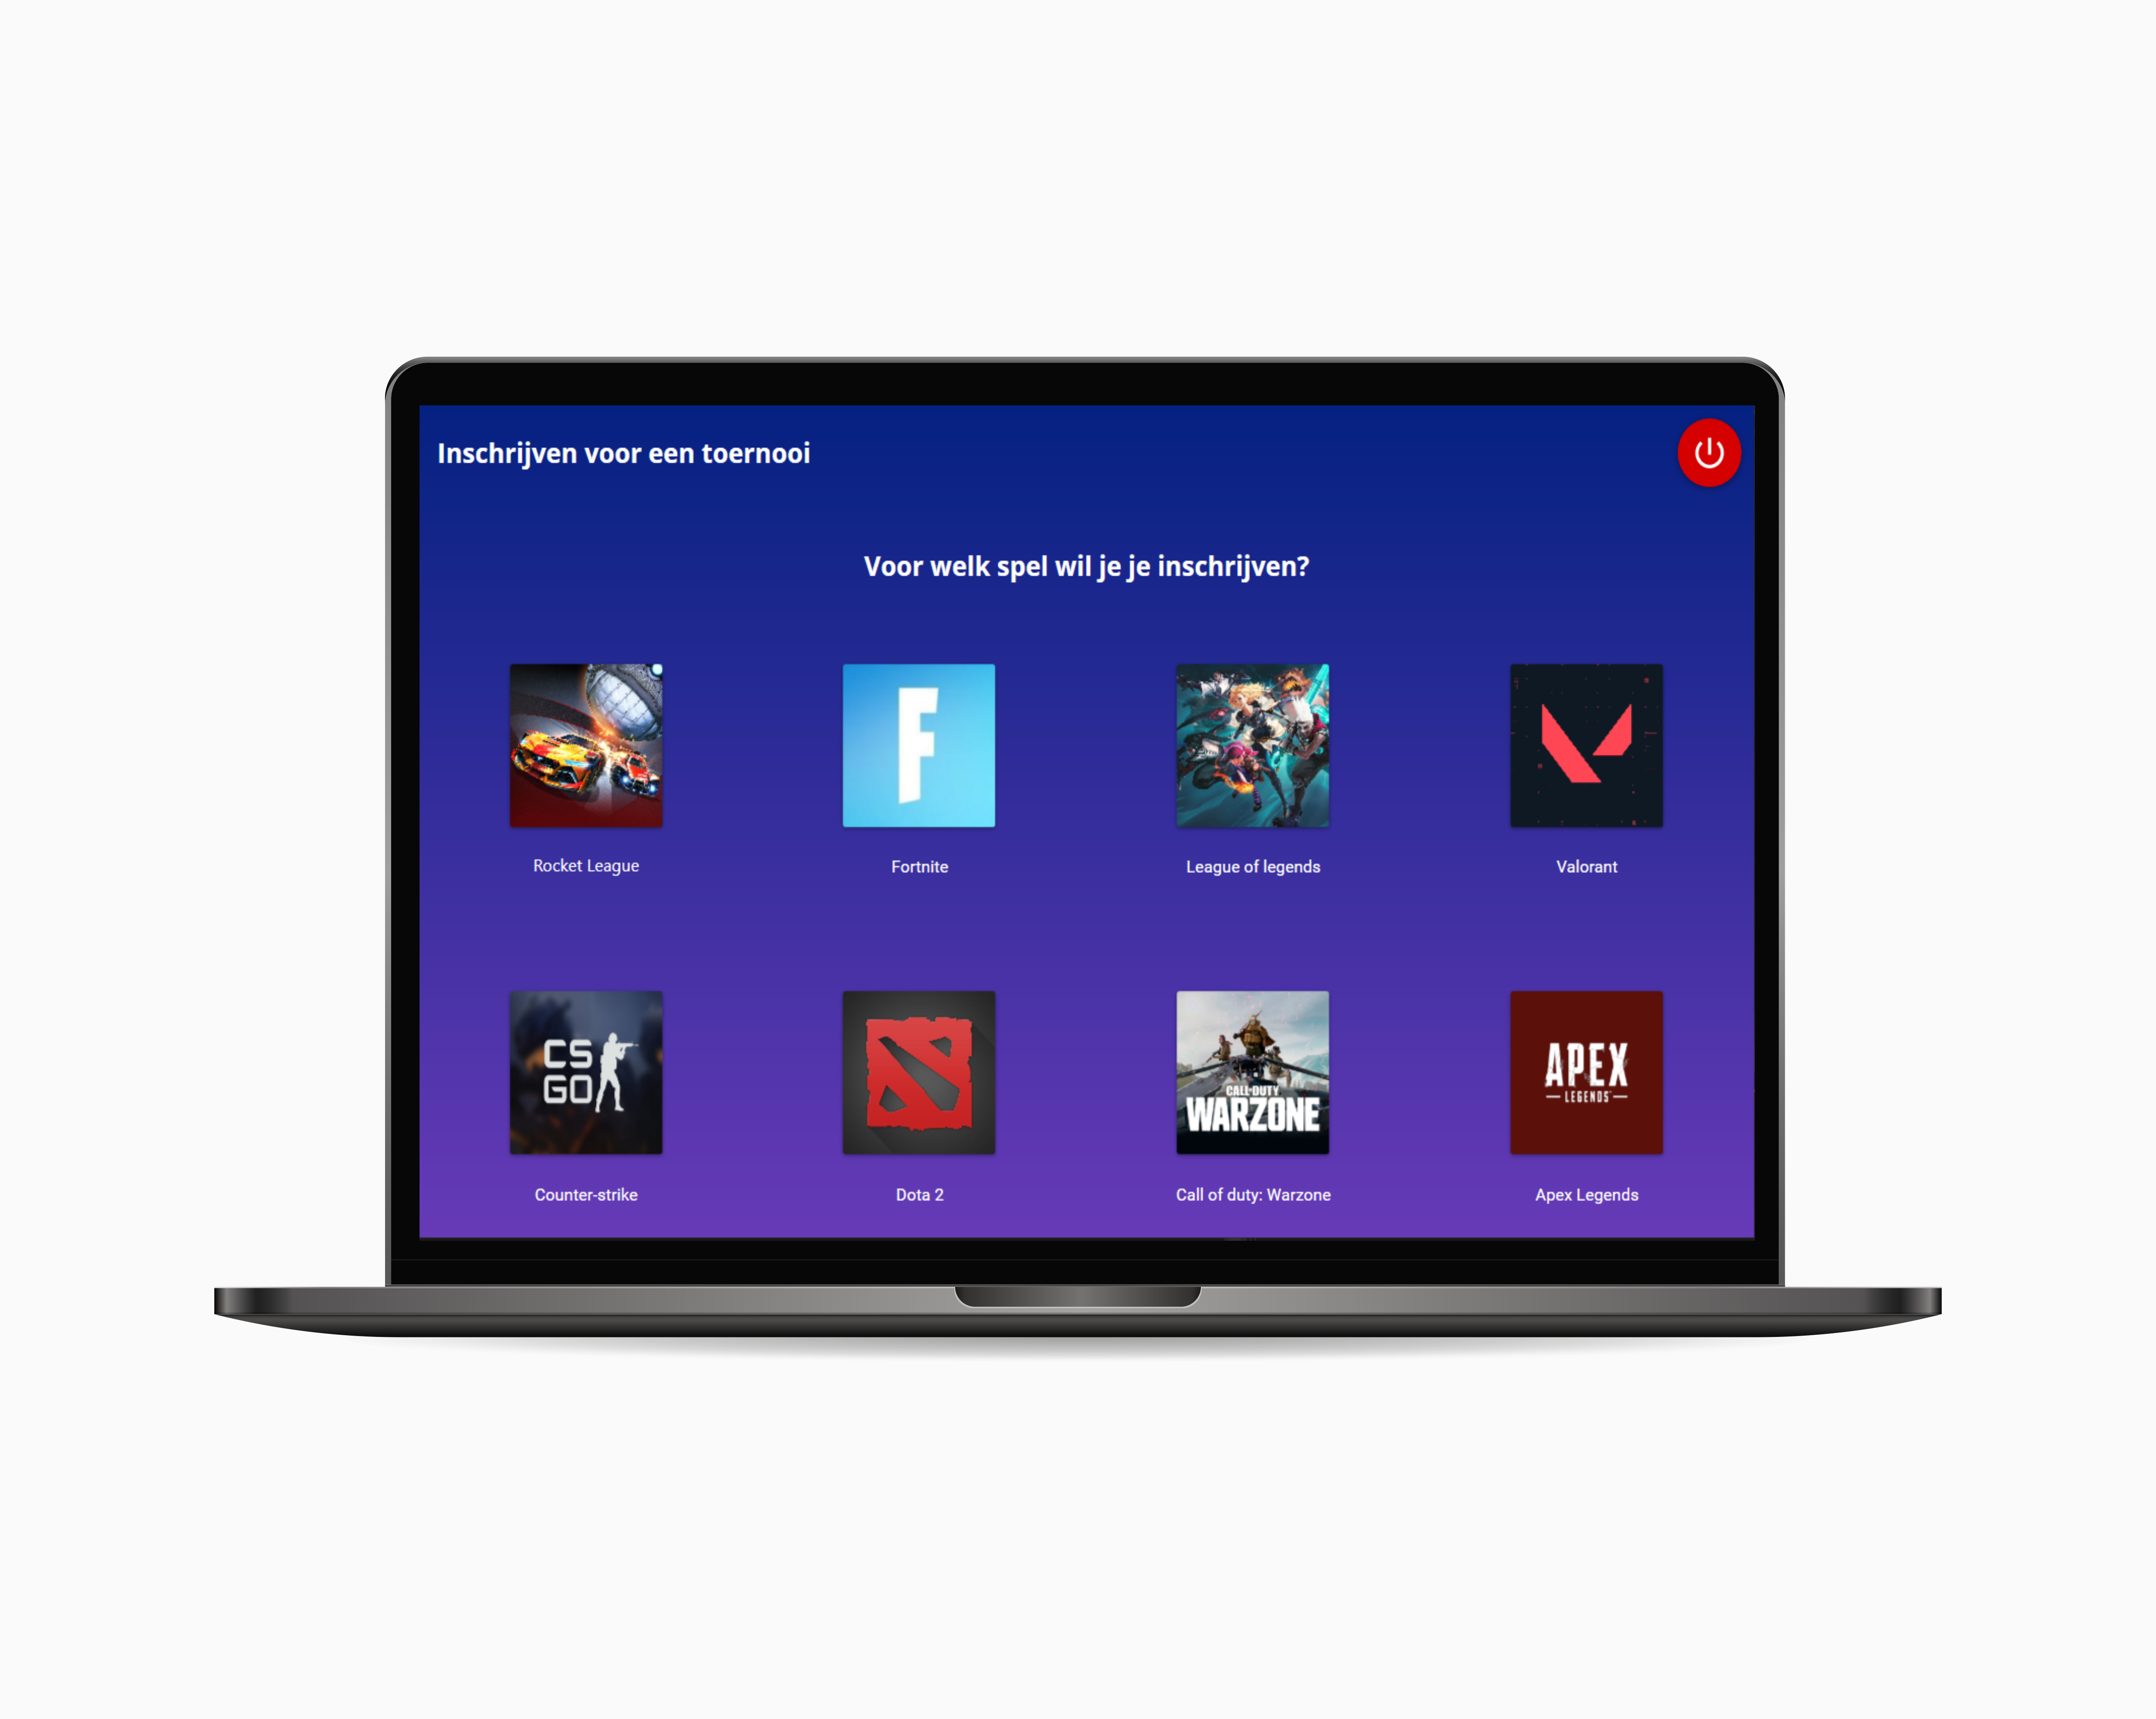 Inschrijven voor een toernooi
Voor welk spel wil je je inschrijven?
F
Rocket League
Fortnite
League of legends
Valorant
CS
GO
CALL OF DUTY
WARZONE
APEX
LEGENDS
Counter-strike
Dota 2
Call of duty: Warzone
Apex Legends